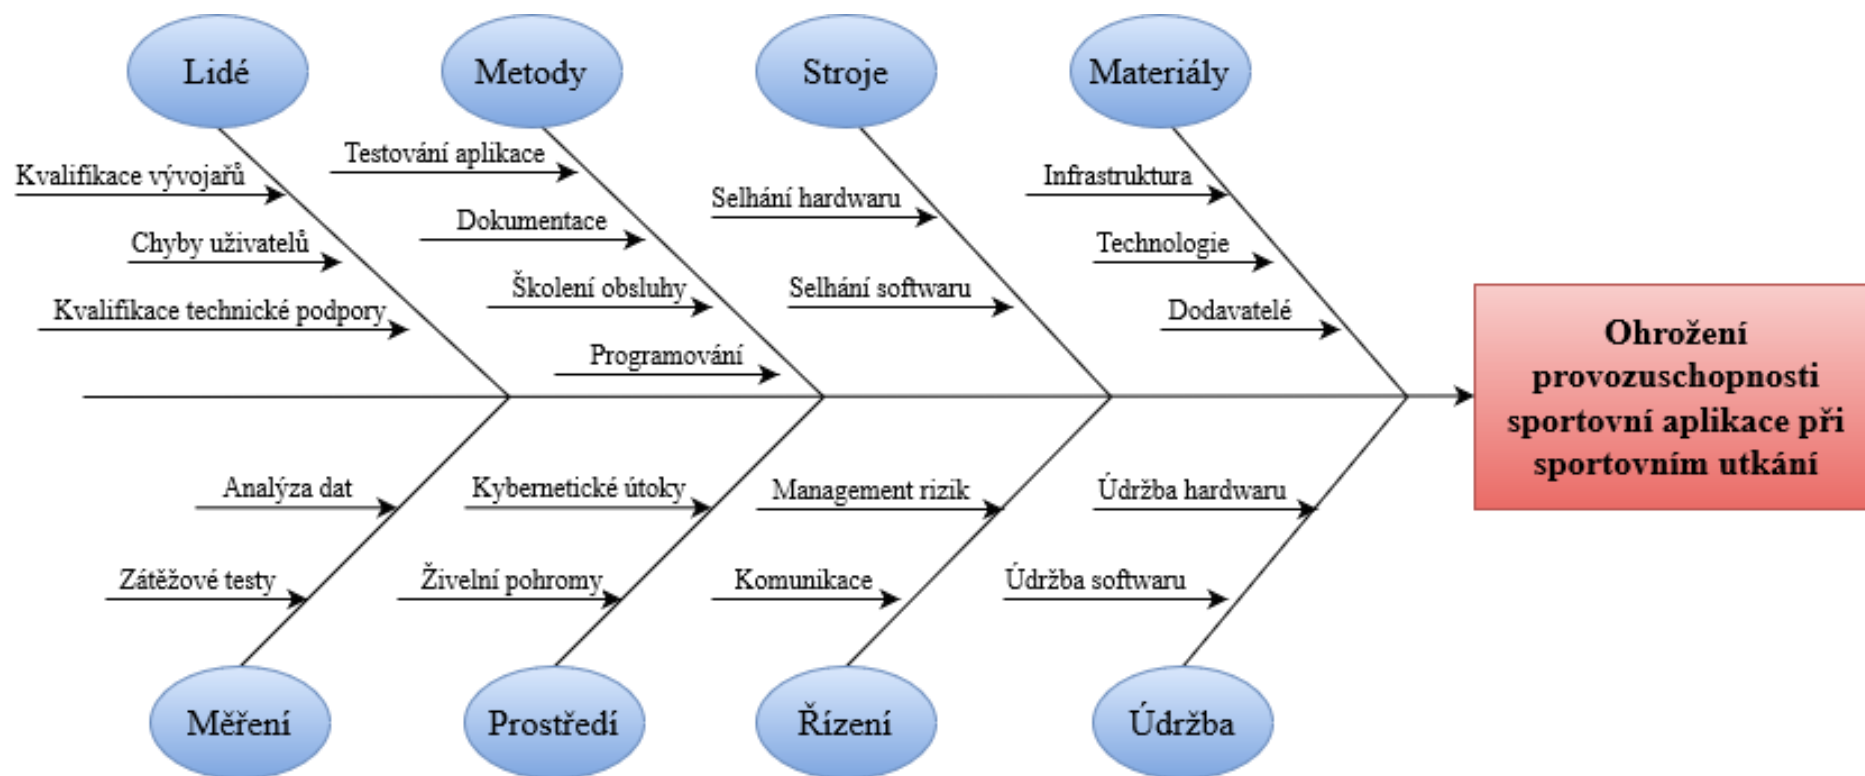 Lidé
Metody
Stroje
Materiály
Kvalifikace vývojařů
Chyby uživatelů
Kvalifikace technické podpory
Testování aplikace
Dokumentace
Školení obsluhy
Programování
Selhání hardwaru
Selhání softwaru
Infrastruktura
Technologie
Dodavatelé
Ohrožení
provozuschopnosti
sportovní aplikace při
sportovním utkání
Analýza dat
Zátěžové testy
Kybernetické útoky
Živelní pohromy
Management rizik
Komunikace
Údržba hardwaru
Údržba softwaru
Měření
Prostředí
Řízení
Údržba